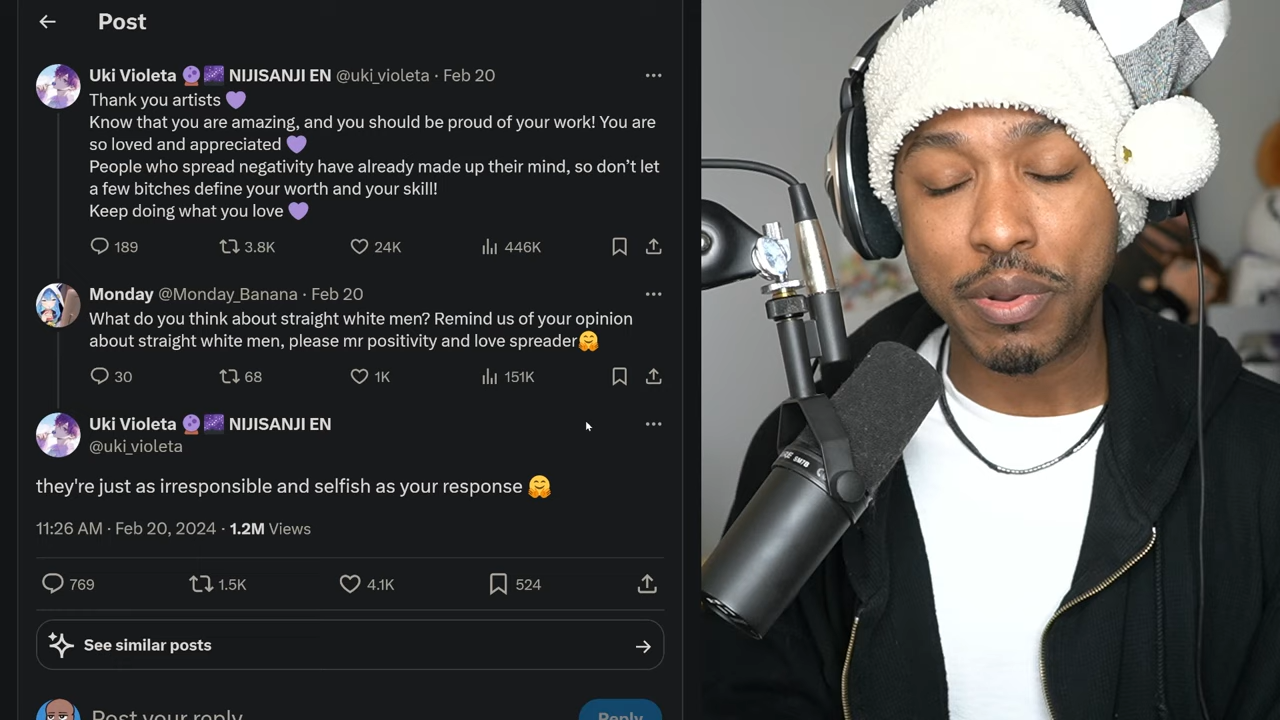 Post
Uki Violeta 🔮🌌 NIJISANJI EN @uki_violeta · Feb 20
Thank you artists 💜
Know that you are amazing, and you should be proud of your work! You are
so loved and appreciated 💜
People who spread negativity have already made up their mind, so don’t let
a few bitches define your worth and your skill!
Keep doing what you love 💜
189 3.8K 24K 446K
Monday @Monday_Banana · Feb 20
What do you think about straight white men? Remind us of your opinion
about straight white men, please mr positivity and love spreader🤗
30 68 1K 151K
Uki Violeta 🔮🌌 NIJISANJI EN
@uki_violeta
they're just as irresponsible and selfish as your response 🤗
11:26 AM · Feb 20, 2024 · 1.2M Views
769 1.5K 4.1K 524
See similar posts
Post your reply
Reply
SM7B